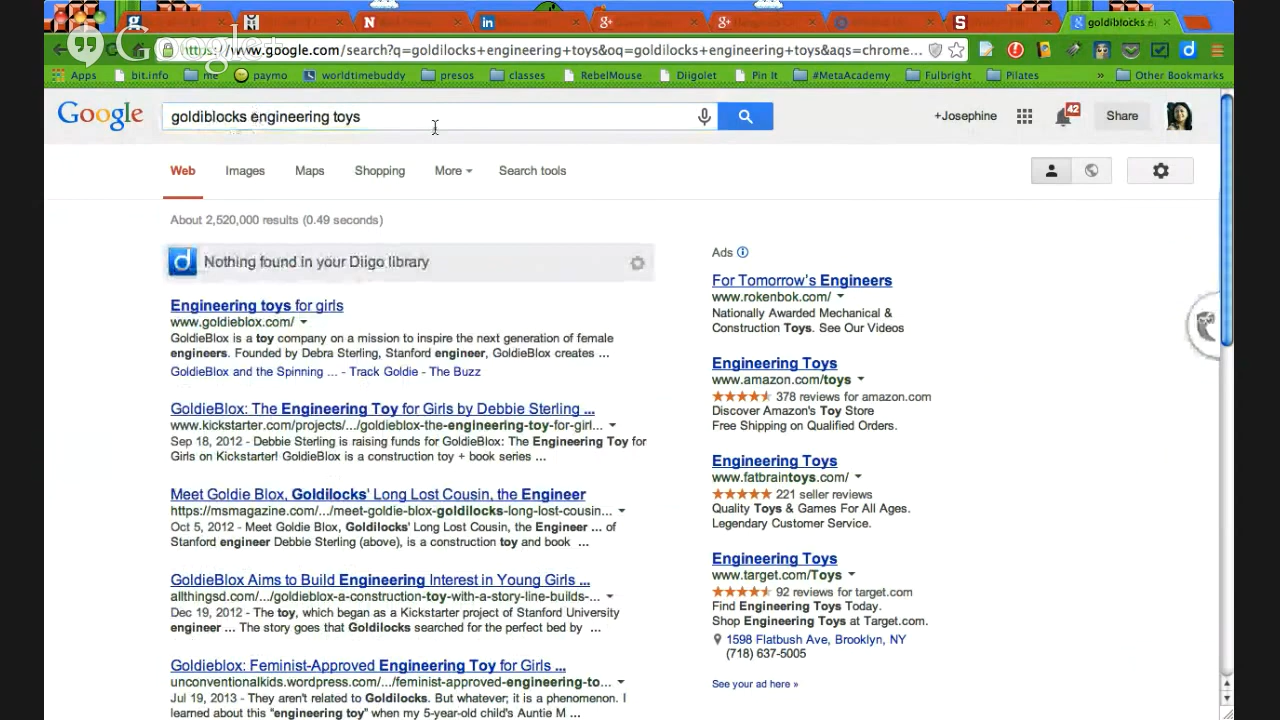 goldiblocks e
Google+
https://www.google.com/search?q=goldilocks+engineering+toys&oq=goldilocks+engineering+toys&aqs=chrome...
Apps bit.info me paymo worldtimebuddy presos classes RebelMouse Diigolet Pin It #MetaAcademy Fulbright Pilates » Other Bookmarks
Google
goldiblocks engineering toys
+Josephine
42
Share
Web Images Maps Shopping More Search tools
About 2,520,000 results (0.49 seconds)
Nothing found in your Diigo library
Engineering toys for girls
www.goldieblox.com/
GoldieBlox is a toy company on a mission to inspire the next generation of female
engineers. Founded by Debra Sterling, Stanford engineer, GoldieBlox creates ...
GoldieBlox and the Spinning ... - Track Goldie - The Buzz
GoldieBlox: The Engineering Toy for Girls by Debbie Sterling ...
www.kickstarter.com/projects/.../goldieblox-the-engineering-toy-for-girl...
Sep 18, 2012 - Debbie Sterling is raising funds for GoldieBlox: The Engineering Toy for
Girls on Kickstarter! GoldieBlox is a construction toy + book series ...
Meet Goldie Blox, Goldilocks' Long Lost Cousin, the Engineer
https://msmagazine.com/.../meet-goldie-blox-goldilocks-long-lost-cousin...
Oct 5, 2012 - Meet Goldie Blox, Goldilocks' Long Lost Cousin, the Engineer ... of
Stanford engineer Debbie Sterling (above), is a construction toy and book ...
GoldieBlox Aims to Build Engineering Interest in Young Girls ...
allthingsd.com/.../goldieblox-a-construction-toy-with-a-story-line-builds-...
Dec 19, 2012 - The toy, which began as a Kickstarter project of Stanford University
engineer ... The story goes that Goldilocks searched for the perfect bed by ...
Goldieblox: Feminist-Approved Engineering Toy for Girls ...
unconventionalkids.wordpress.com/.../feminist-approved-engineering-to...
Jul 19, 2013 - They aren't related to Goldilocks. But whatever; it is a phenomenon. I
learned about this "engineering toy" when my 5-year-old child's Auntie M ...
Ads
For Tomorrow's Engineers
www.rokenbok.com/
Nationally Awarded Mechanical &
Construction Toys. See Our Videos
Engineering Toys
www.amazon.com/toys
378 reviews for amazon.com
Discover Amazon's Toy Store
Free Shipping on Qualified Orders.
Engineering Toys
www.fatbraintoys.com/
221 seller reviews
Quality Toys & Games For All Ages.
Legendary Customer Service.
Engineering Toys
www.target.com/Toys
92 reviews for target.com
Find Engineering Toys Today.
Shop Engineering Toys at Target.com.
1598 Flatbush Ave, Brooklyn, NY
(718) 637-5005
See your ad here »